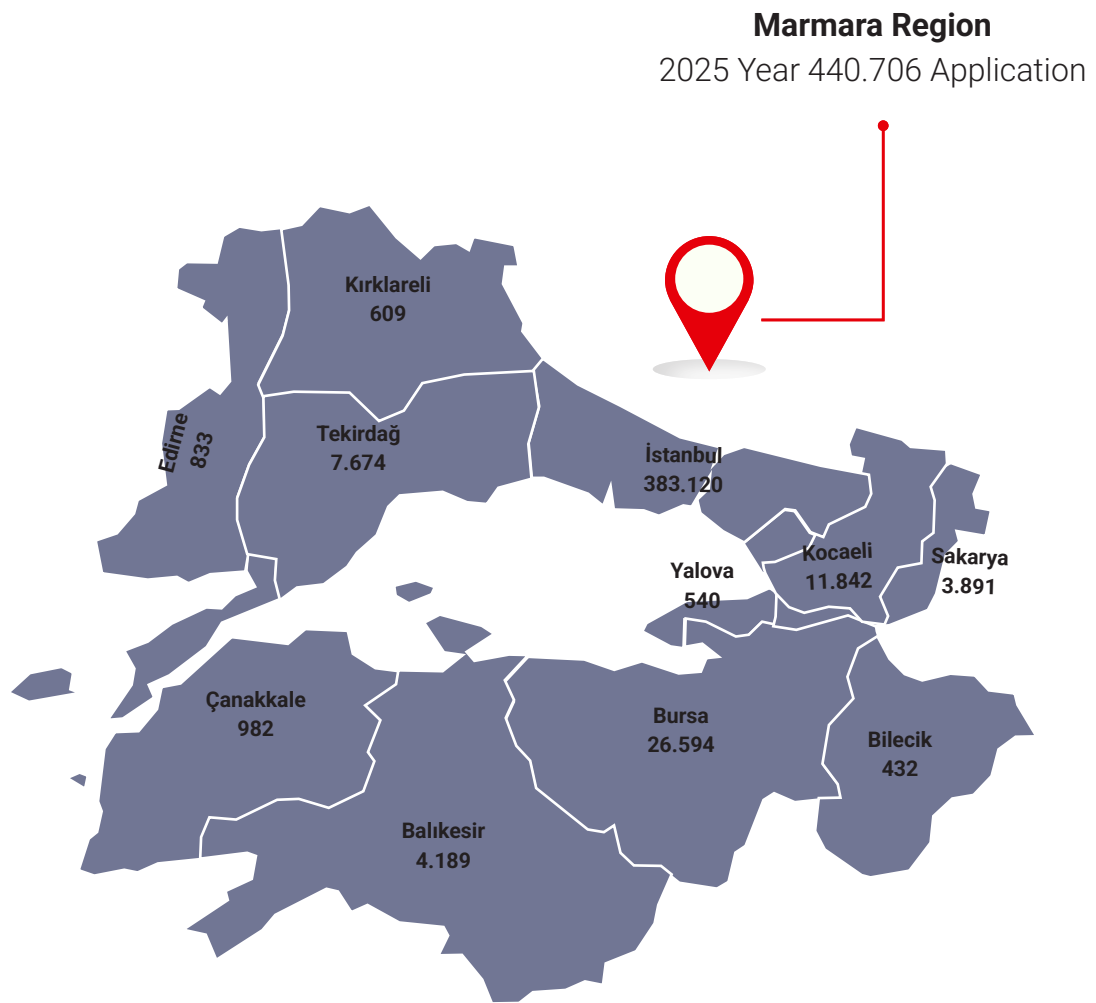 Marmara Region
2025 Year 440.706 Application
Kırklareli
609
Edirne
833
Tekirdağ
7.674
İstanbul
383.120
Kocaeli
11.842
Sakarya
3.891
Yalova
540
Çanakkale
982
Bursa
26.594
Bilecik
432
Balıkesir
4.189